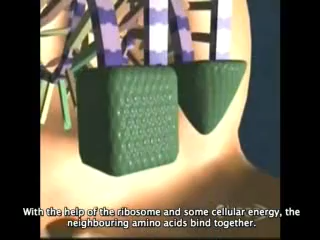 With the help of the ribosome and some cellular energy, the
neighbouring amino acids bind together.